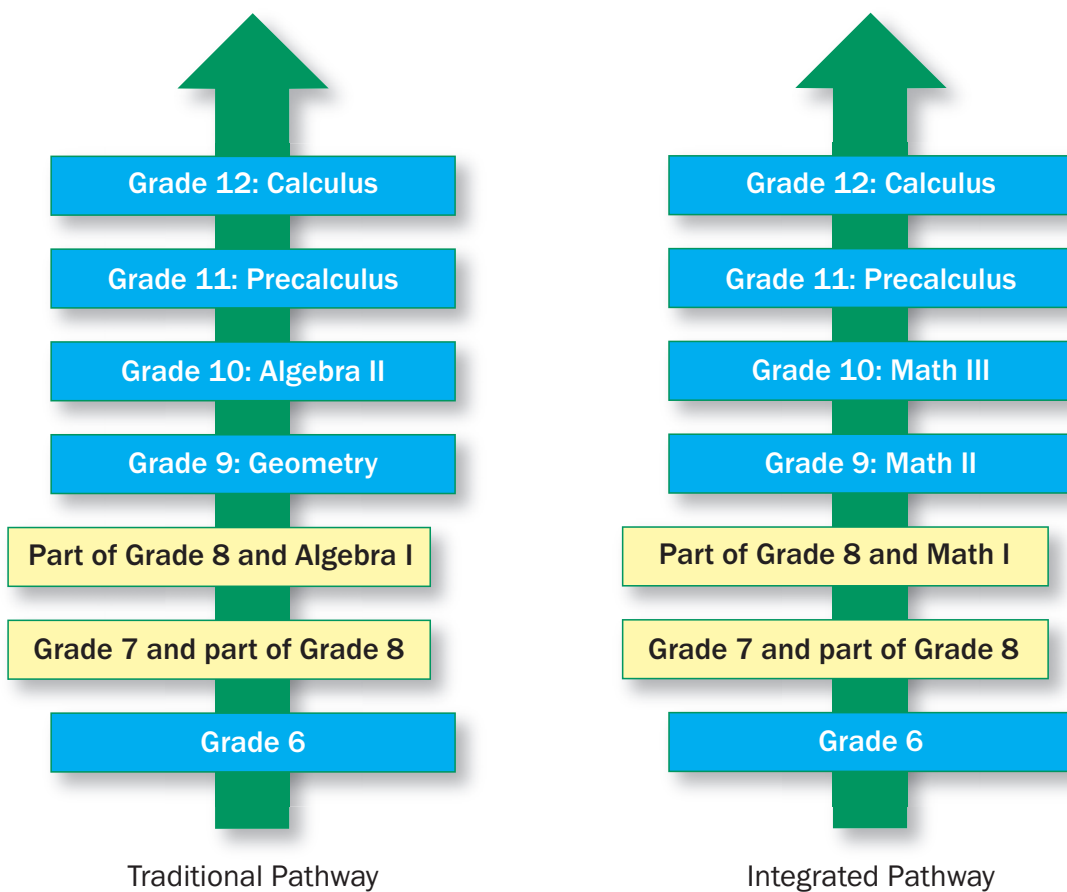 Grade 12: Calculus
Grade 11: Precalculus
Grade 10: Algebra II
Grade 9: Geometry
Part of Grade 8 and Algebra I
Grade 7 and part of Grade 8
Grade 6
Traditional Pathway
Grade 12: Calculus
Grade 11: Precalculus
Grade 10: Math III
Grade 9: Math II
Part of Grade 8 and Math I
Grade 7 and part of Grade 8
Grade 6
Integrated Pathway